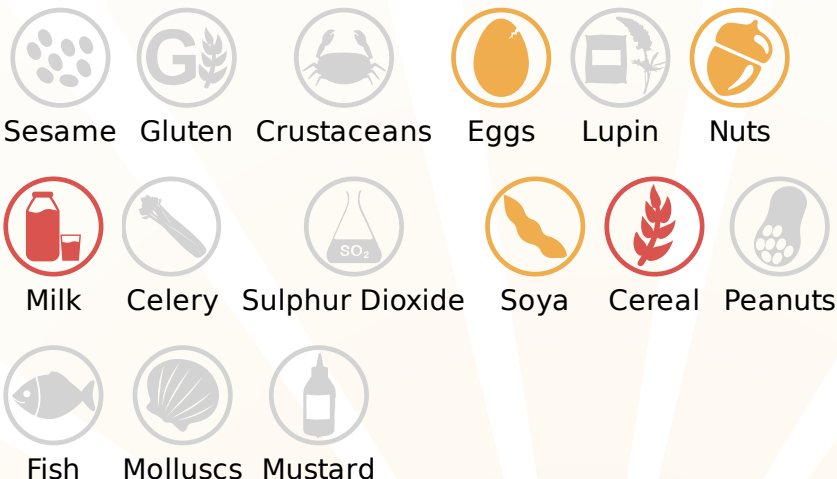 G
Sesame Gluten Crustaceans Eggs Lupin Nuts
SO₂
Milk Celery Sulphur Dioxide Soya Cereal Peanuts
Fish Molluscs Mustard